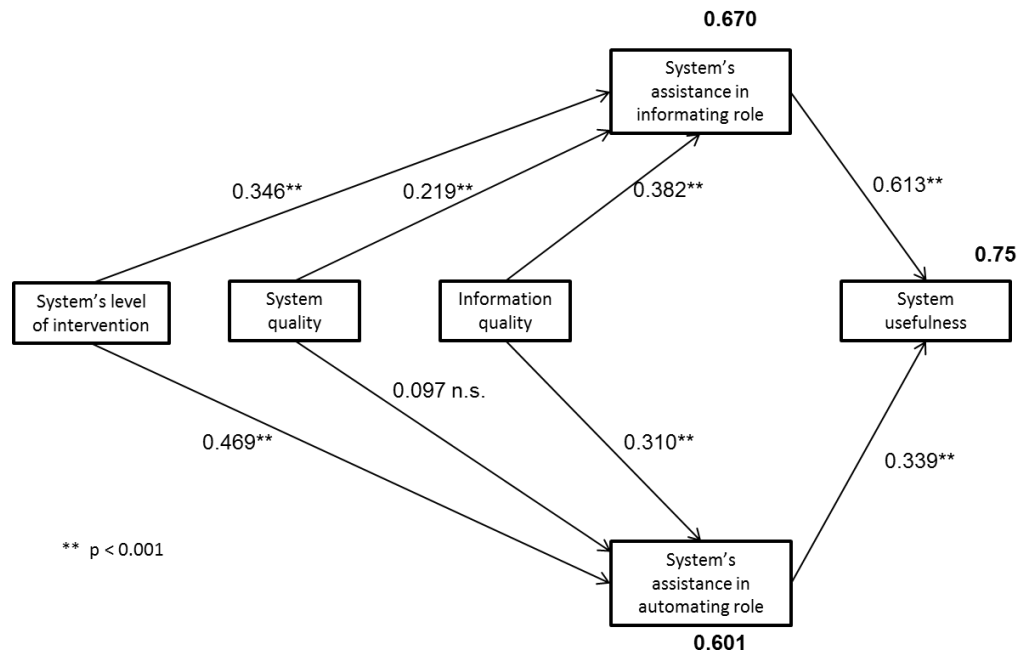 0.670
System's
assistance in
informating role
0.346**
0.219**
0.382**
0.613**
0.75
System's level
of intervention
System
quality
Information
quality
System
usefulness
0.097 n.s.
0.469**
0.310**
0.339**
** p < 0.001
System's
assistance in
automating role
0.601